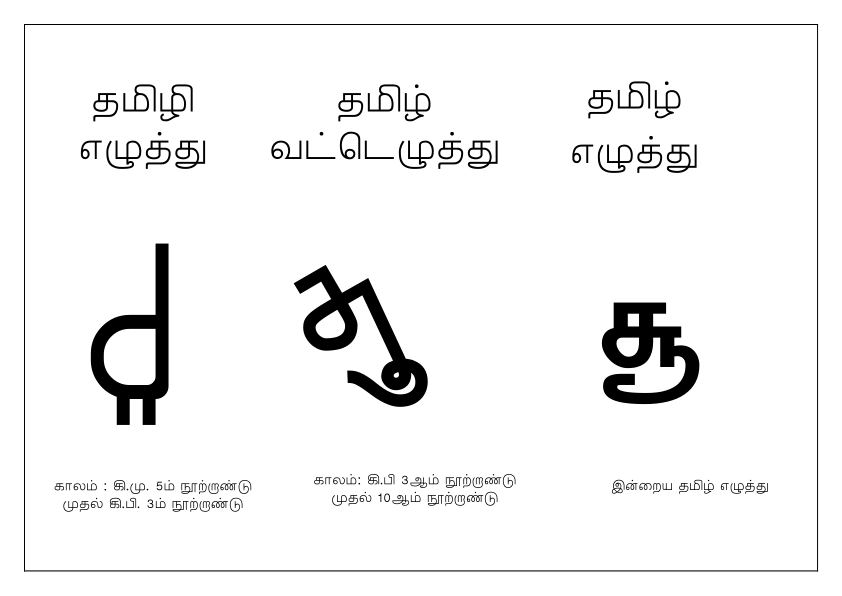 தமிழி
எழுத்து
தமிழ்
வட்டெழுத்து
தமிழ்
எழுத்து
𑀘𑀽
சூ
காலம் : கி.மு. 5ம் நூற்றாண்டு
முதல் கி.பி. 3ம் நூற்றாண்டு
காலம்: கி.பி 3ஆம் நூற்றாண்டு
முதல் 10ஆம் நூற்றாண்டு
இன்றைய தமிழ் எழுத்து